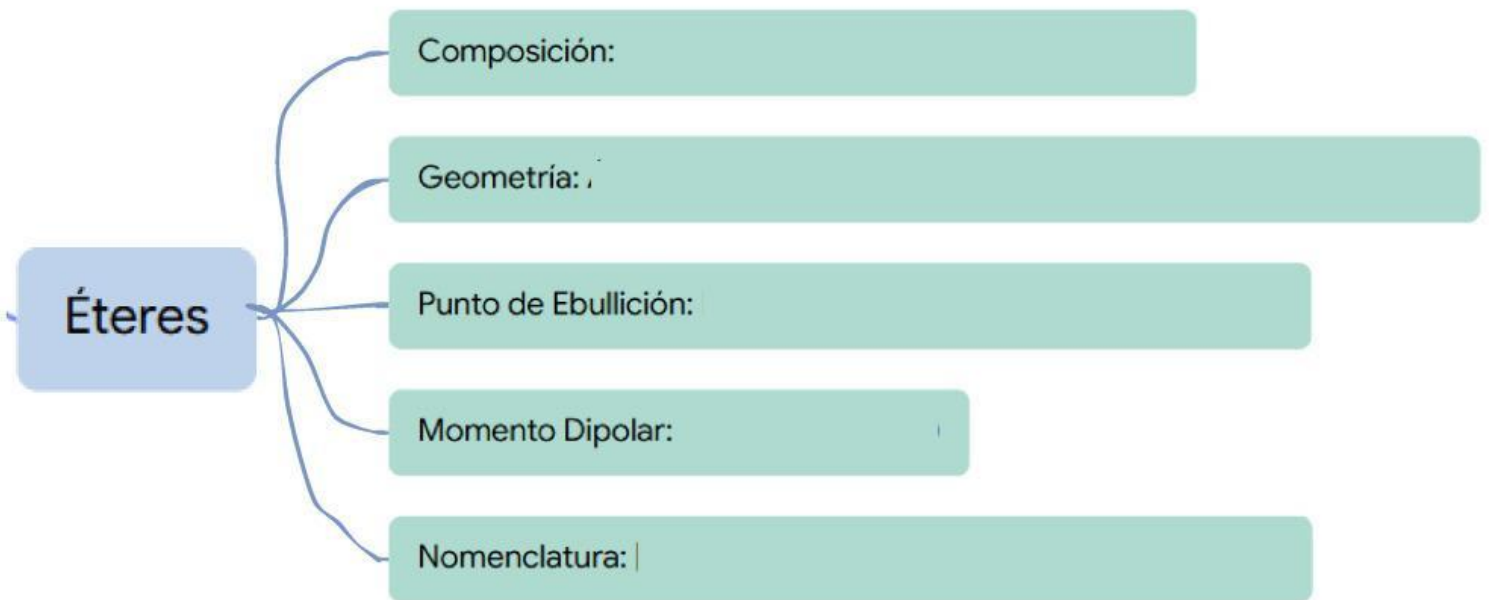 Composición:
Geometría:
Éteres
Punto de Ebullición:
Momento Dipolar:
Nomenclatura: